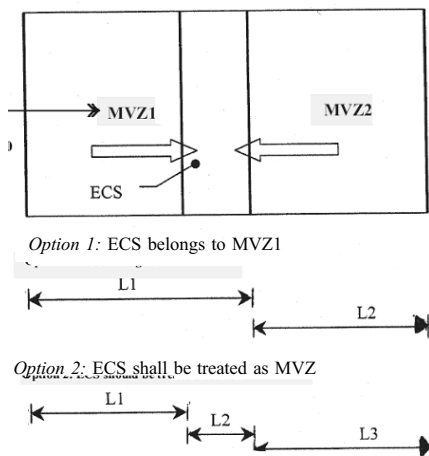 MVZ1
MVZ2
ECS
Option 1: ECS belongs to MVZ1
L1
L2
Option 2: ECS shall be treated as MVZ
L1
L2
L3